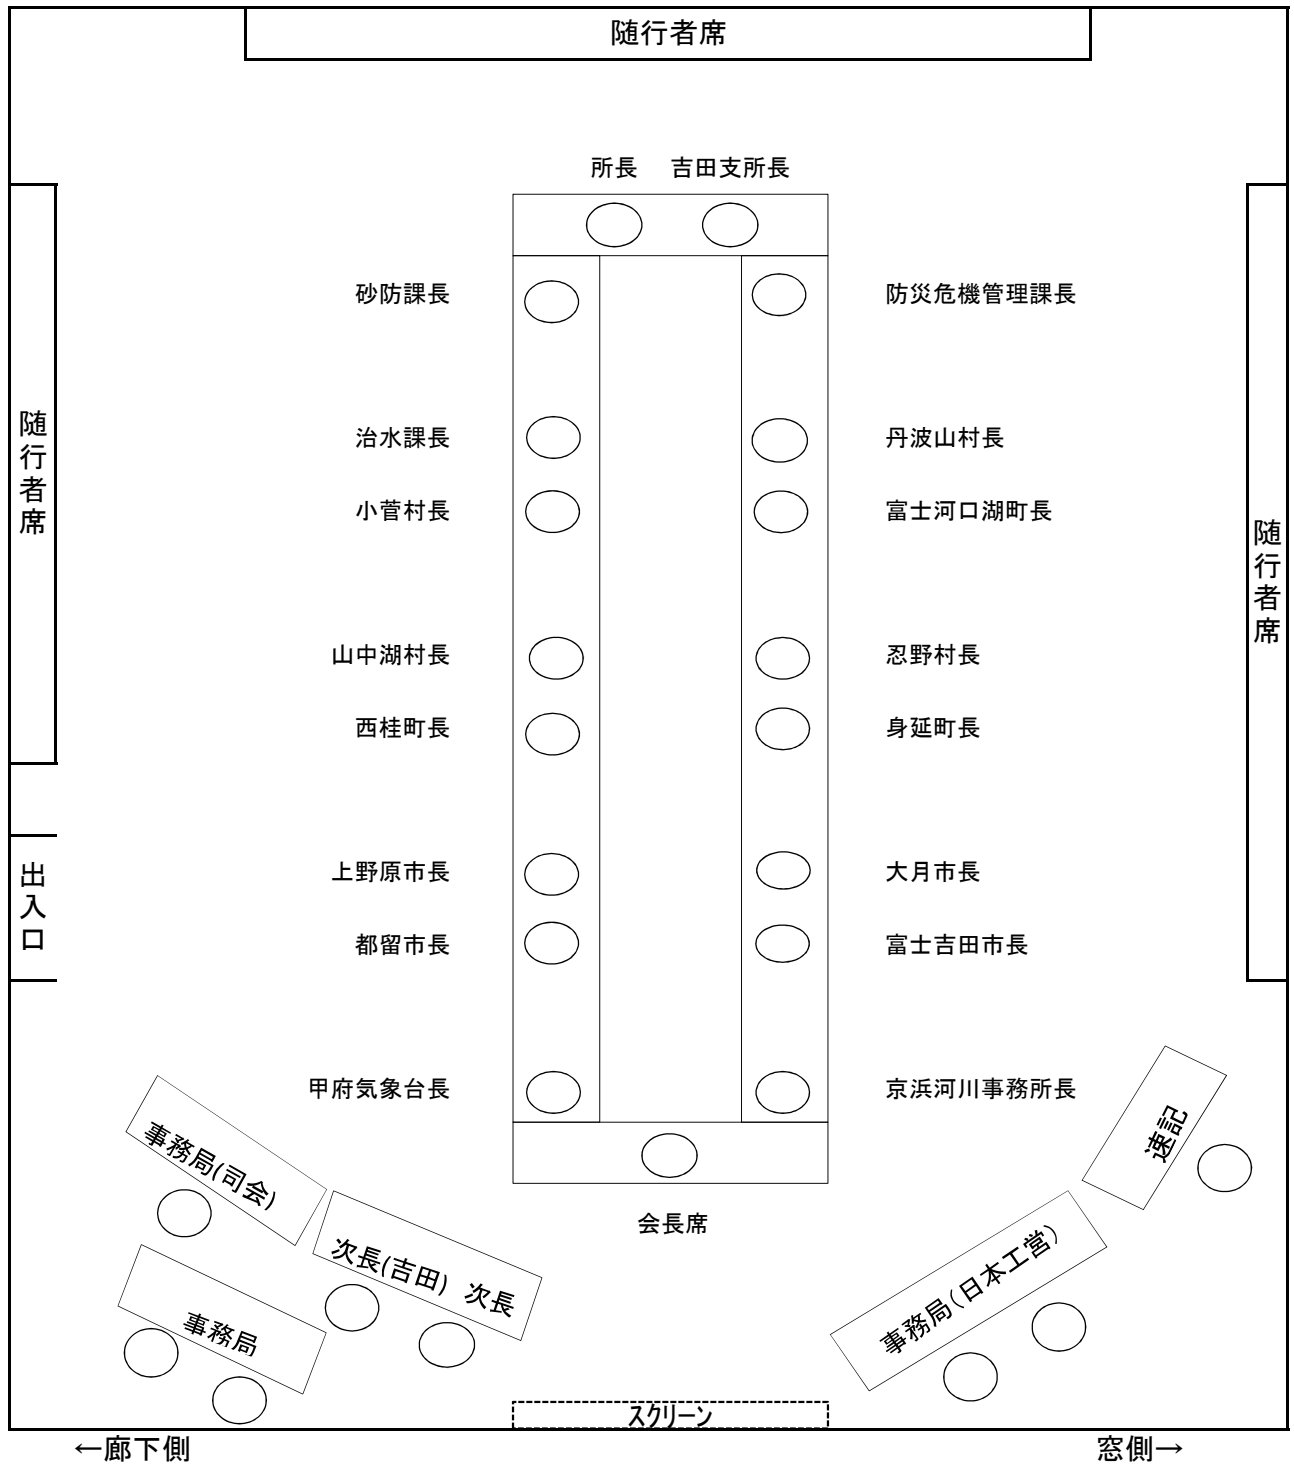 随行者席
所長　吉田支所長
砂防課長
防災危機管理課長
随行者席
治水課長
丹波山村長
小菅村長
富士河口湖町長
随行者席
山中湖村長
忍野村長
西桂町長
身延町長
出入口
上野原市長
大月市長
都留市長
富士吉田市長
甲府気象台長
京浜河川事務所長
事務局(司会)
速記
会長席
次長(吉田)　次長
事務局(日本工営)
事務局
スクリーン
←廊下側
窓側→